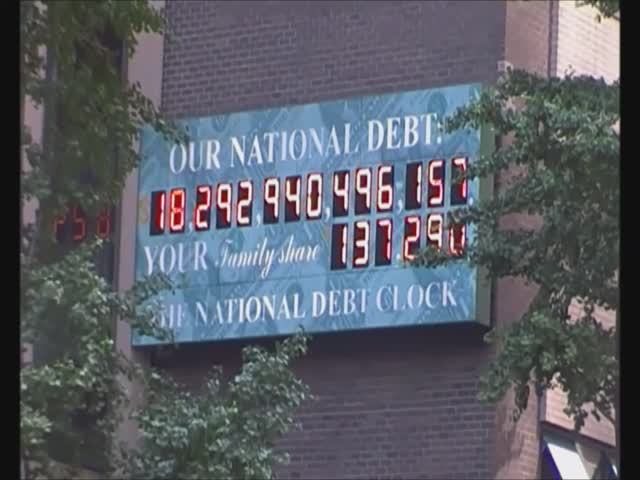 OUR NATIONAL DEBT:
18,292,940,496,157
YOUR Family share 137,290
THE NATIONAL DEBT CLOCK